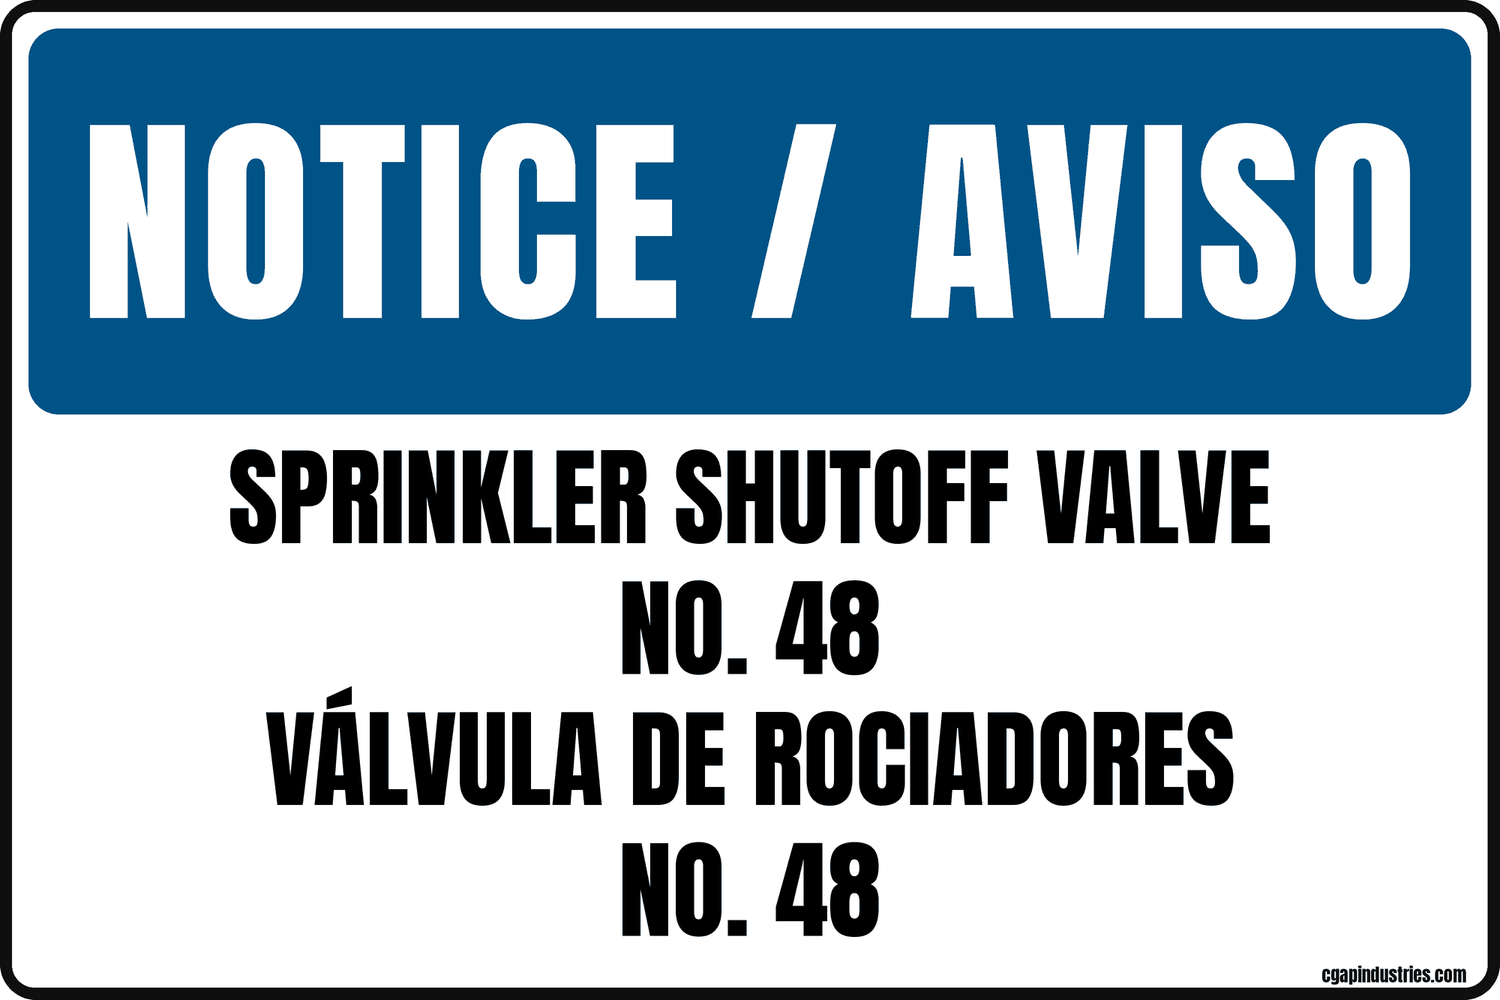 NOTICE / AVISO
SPRINKLER SHUTOFF VALVE
NO. 48
VÁLVULA DE ROCIADORES
NO. 48
cgapindustries.com